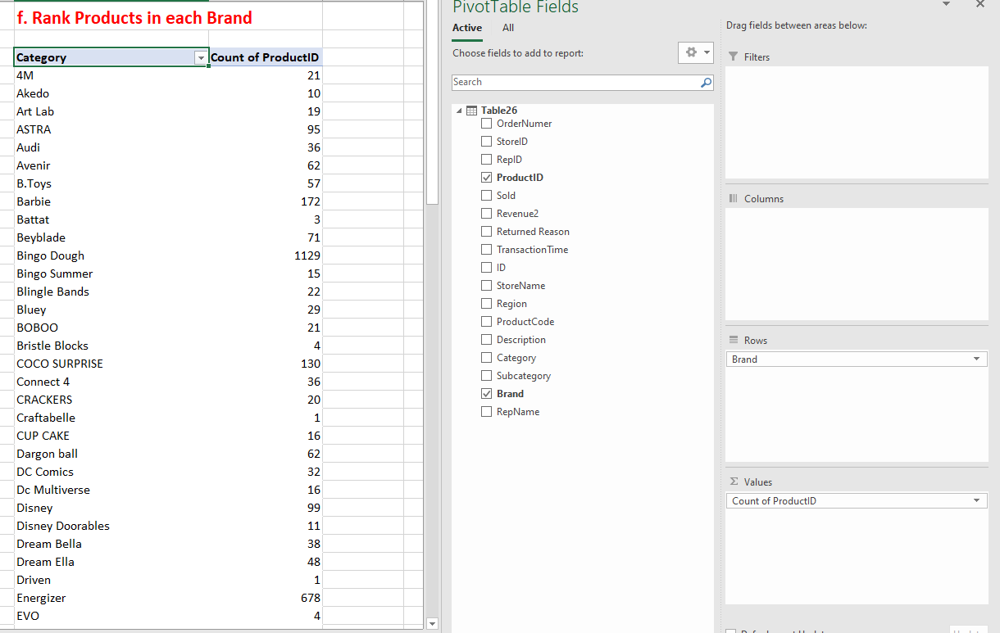 f. Rank Products in each Brand
Category Count of ProductID
4M 21
Akedo 10
Art Lab 19
ASTRA 95
Audi 36
Avenir 62
B.Toys 57
Barbie 172
Battat 3
Beyblade 71
Bingo Dough 1129
Bingo Summer 15
Blingle Bands 22
Bluey 29
BOBOO 21
Bristle Blocks 4
COCO SURPRISE 130
Connect 4 36
CRACKERS 20
Craftabelle 1
CUP CAKE 16
Dargon ball 62
DC Comics 32
Dc Multiverse 16
Disney 99
Disney Doorables 11
Dream Bella 38
Dream Ella 48
Driven 1
Energizer 678
EVO 4
PivotTable Fields
Active All
Choose fields to add to report:
Search
Table26
OrderNumer
StoreID
RepID
ProductID
Sold
Revenue2
Returned Reason
TransactionTime
ID
StoreName
Region
ProductCode
Description
Category
Subcategory
Brand
RepName
Drag fields between areas below:
Filters
Columns
Rows
Brand
Σ Values
Count of ProductID